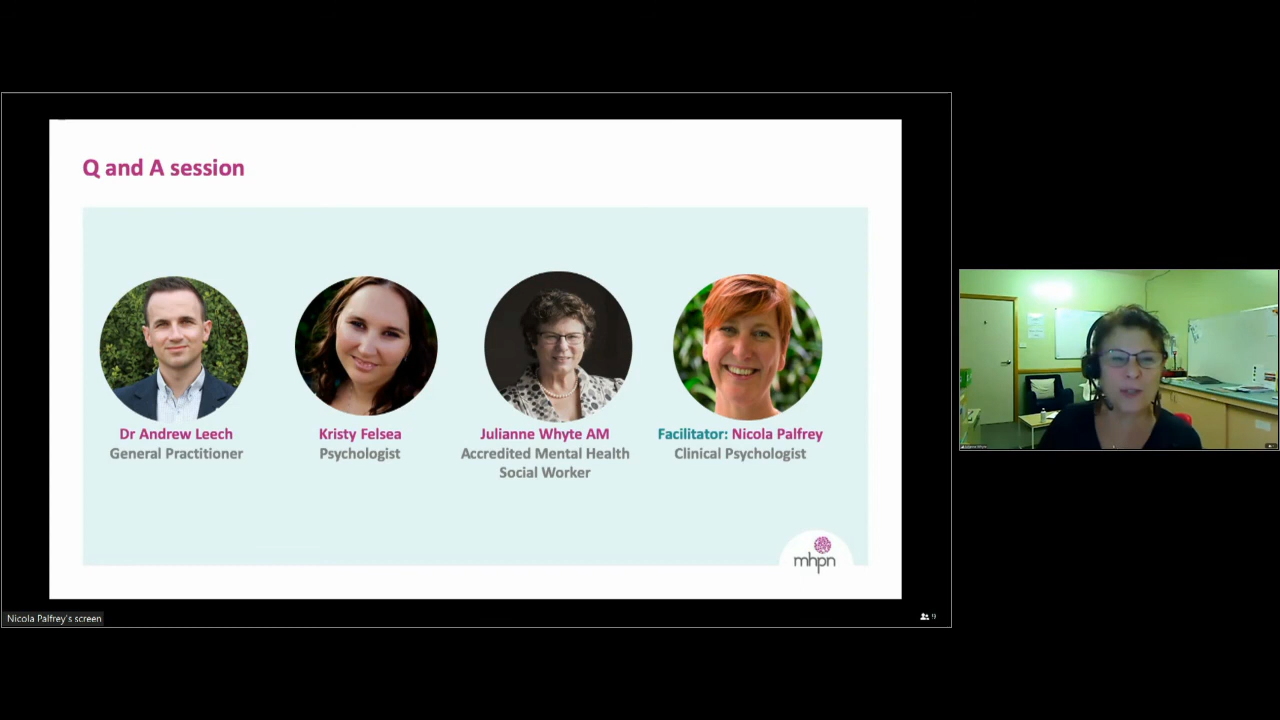 Q and A session
Dr Andrew Leech
General Practitioner
Kristy Felsea
Psychologist
Julianne Whyte AM
Accredited Mental Health
Social Worker
Facilitator: Nicola Palfrey
Clinical Psychologist
mhpn
Nicola Palfrey's screen
9